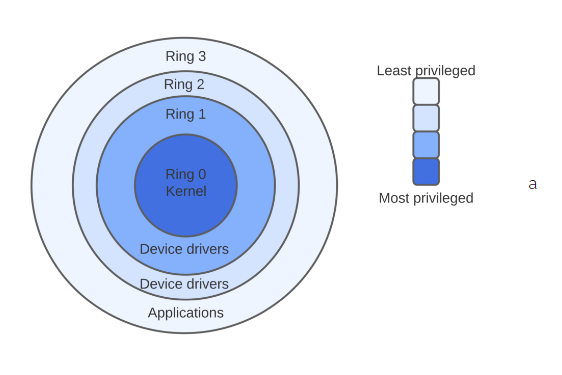 Ring 3
Ring 2
Ring 1
Ring 0
Kernel
Device drivers
Device drivers
Applications
Least privileged
Most privileged
a